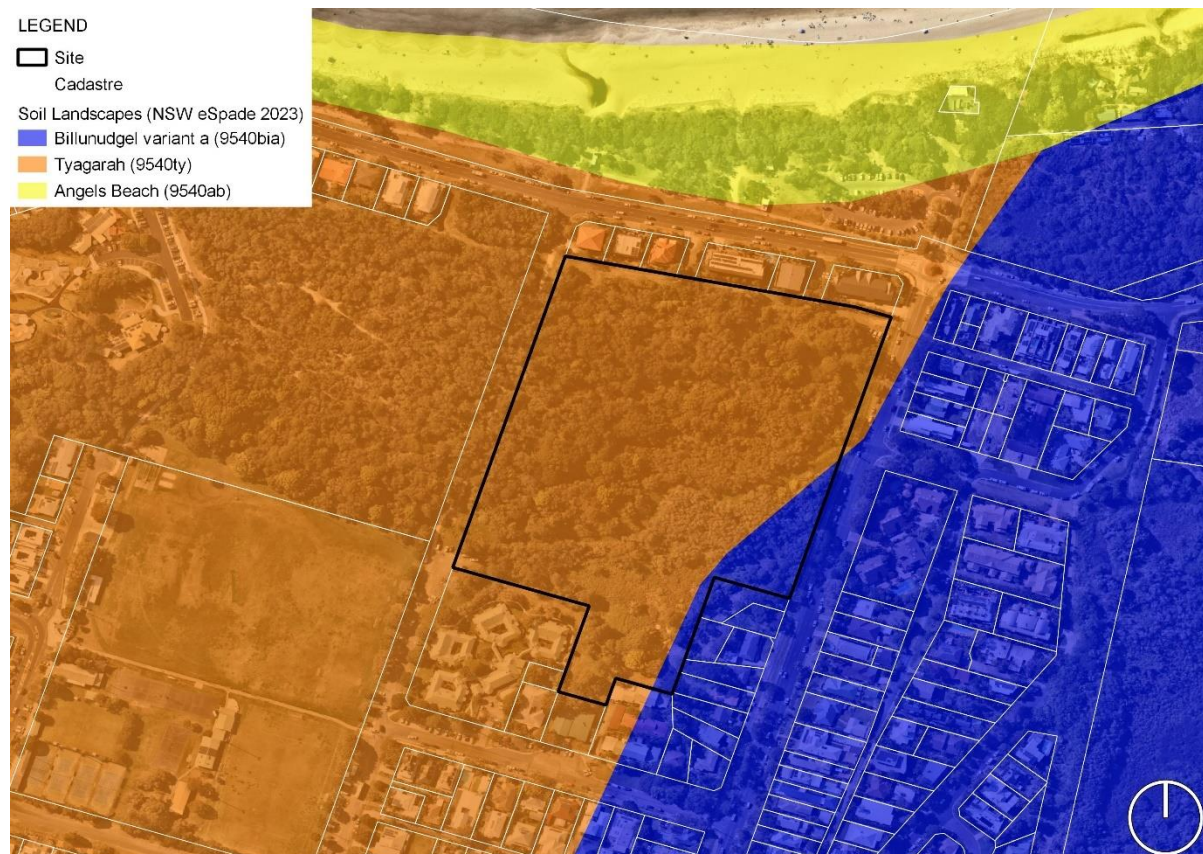 LEGEND
Site
Cadastre
Soil Landscapes (NSW eSpade 2023)
Billunudgel variant a (9540bia)
Tyagarah (9540ty)
Angels Beach (9540ab)